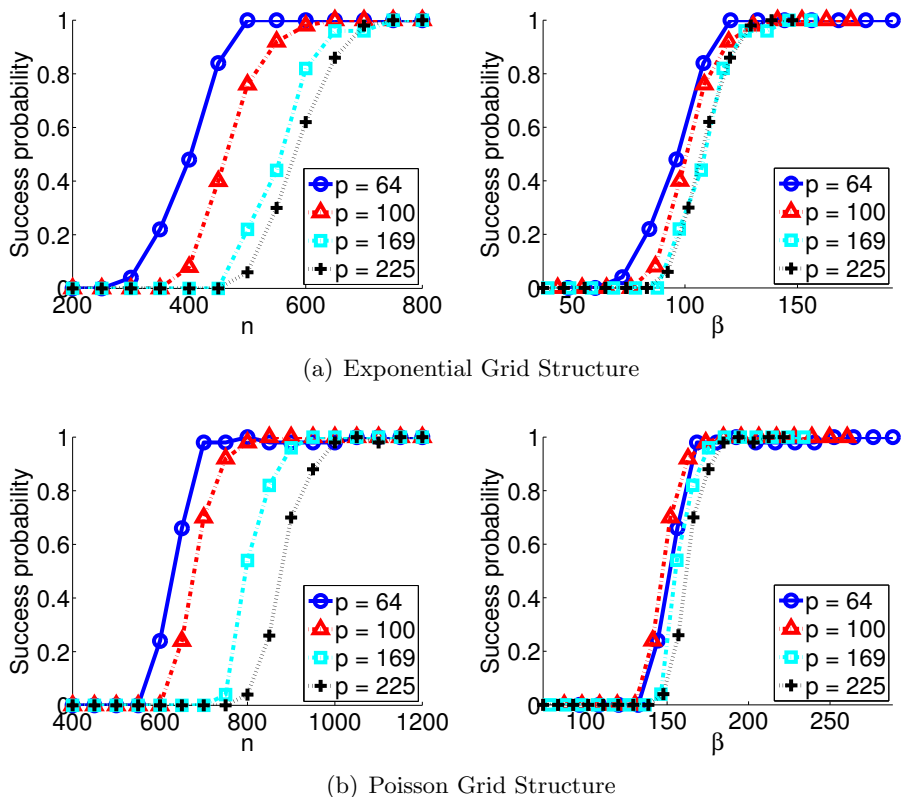 1
0.8
0.6
0.4
0.2
0
Success probability
200 400 600 800
n
p = 64
p = 100
p = 169
p = 225
1
0.8
0.6
0.4
0.2
0
Success probability
50 100 150
β
p = 64
p = 100
p = 169
p = 225
(a) Exponential Grid Structure
1
0.8
0.6
0.4
0.2
0
Success probability
400 600 800 1000 1200
n
p = 64
p = 100
p = 169
p = 225
1
0.8
0.6
0.4
0.2
0
Success probability
100 150 200 250
β
p = 64
p = 100
p = 169
p = 225
(b) Poisson Grid Structure